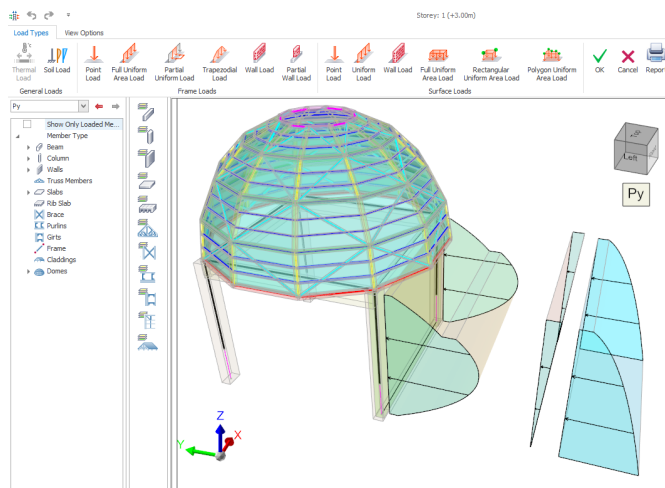 Storey: 1 (+3.00m)
Load Types View Options
Thermal Load Soil Load Point Load Full Uniform Area Load Partial Uniform Load Trapezodial Load Wall Load Partial Wall Load Point Load Uniform Load Wall Load Full Uniform Area Load Rectangular Uniform Area Load Polygon Uniform Area Load OK Cancel Report
General Loads Frame Loads Surface Loads
Py
Show Only Loaded Me...
Member Type
Beam
Column
Walls
Truss Members
Slabs
Rib Slab
Brace
Purlins
Girts
Frame
Claddings
Domes
Left
Py
Z
X
Y